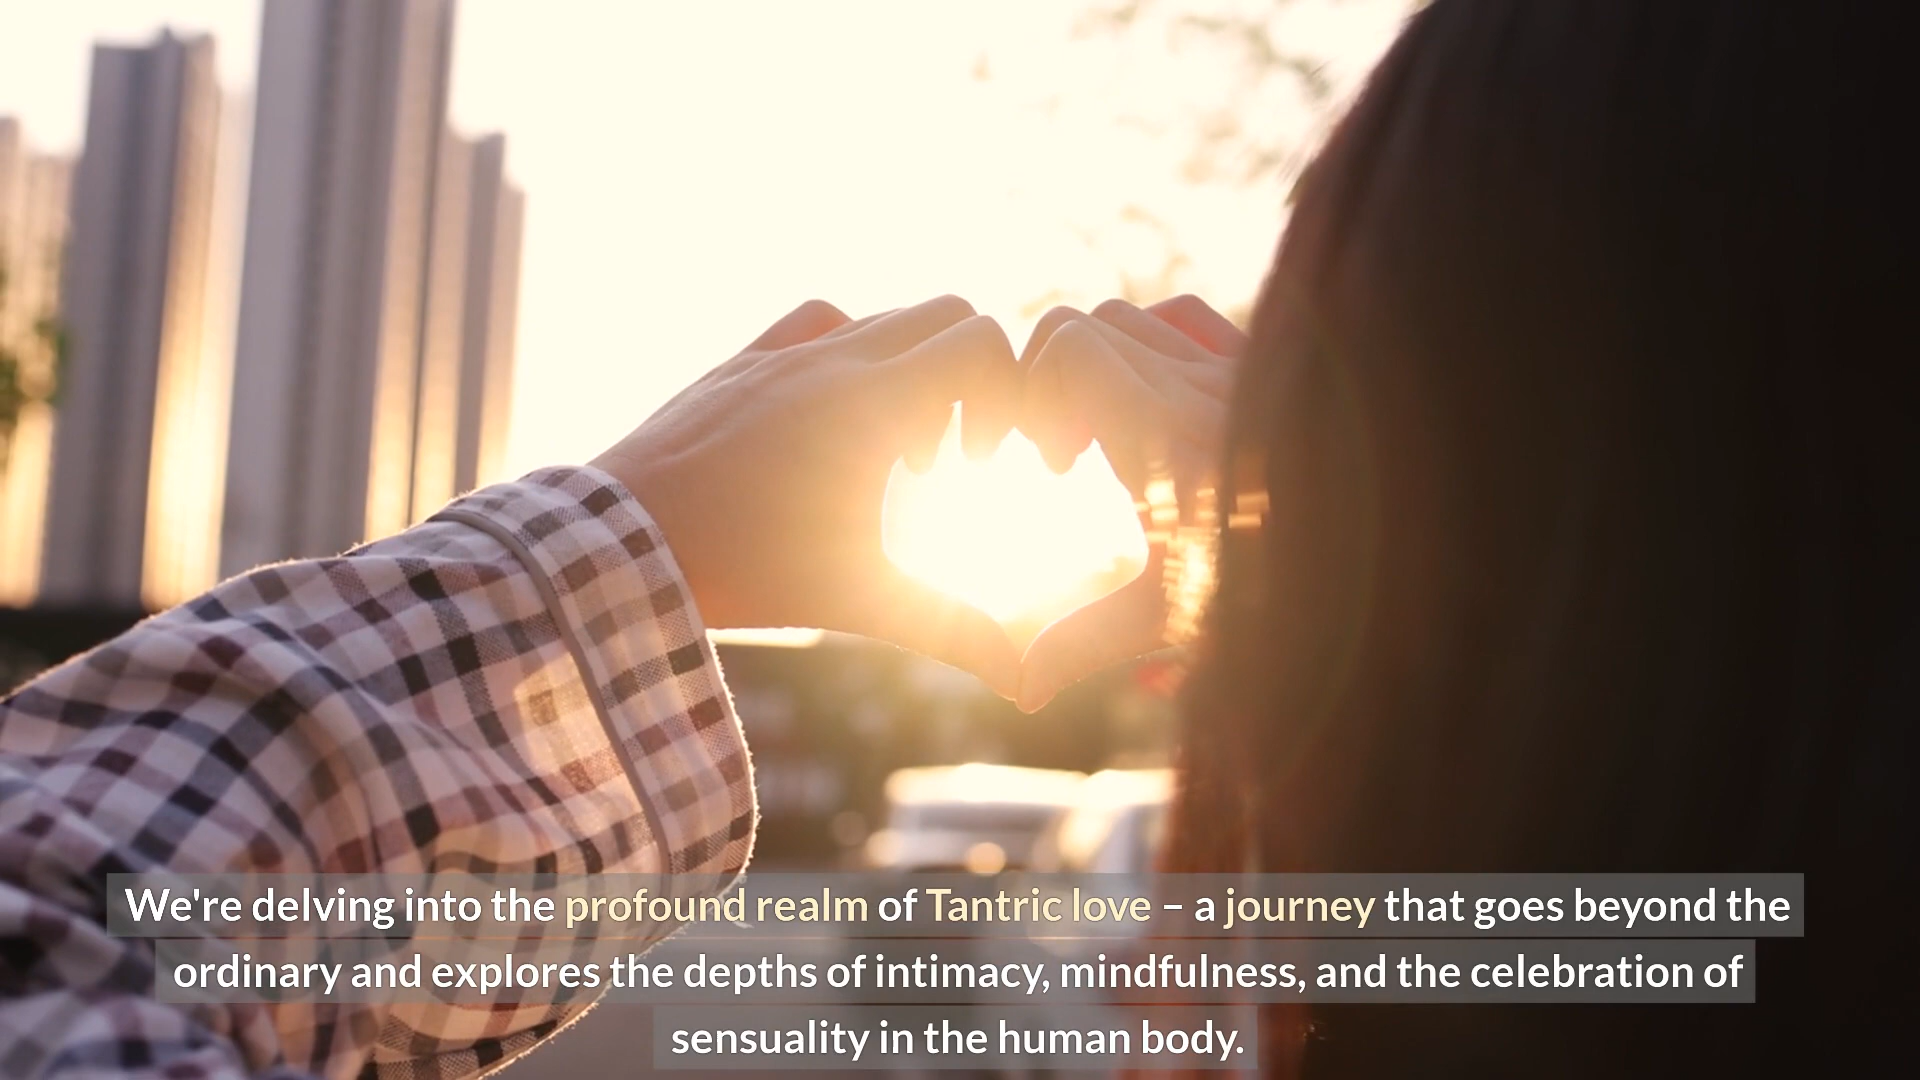 We're delving into the profound realm of Tantric love – a journey that goes beyond the
ordinary and explores the depths of intimacy, mindfulness, and the celebration of
sensuality in the human body.